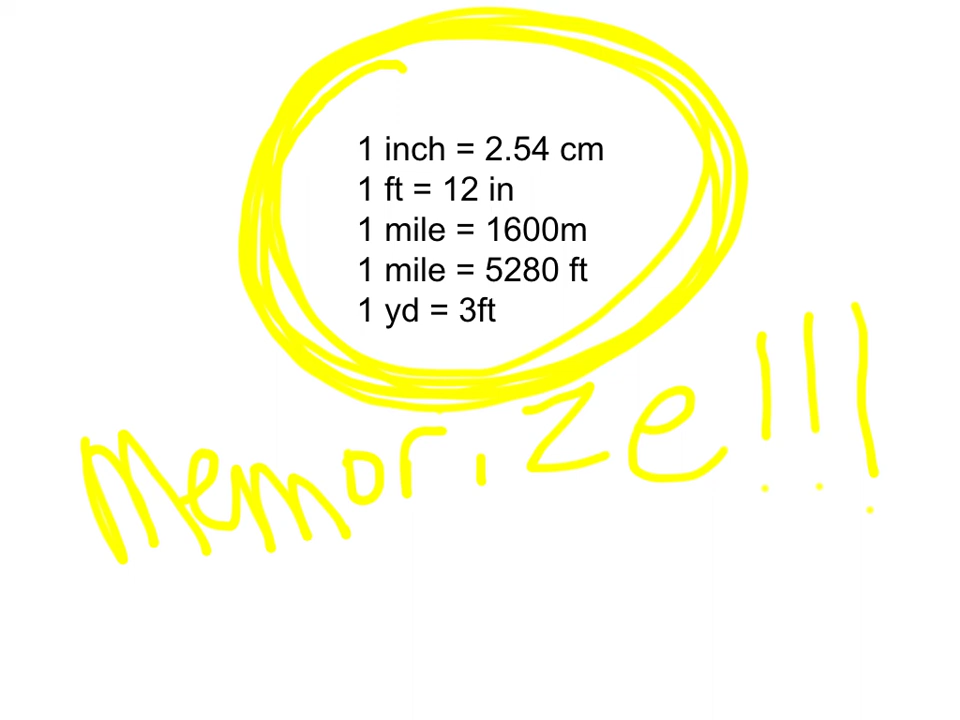 1 inch = 2.54 cm
1 ft = 12 in
1 mile = 1600m
1 mile = 5280 ft
1 yd = 3ft
Memorize!!!